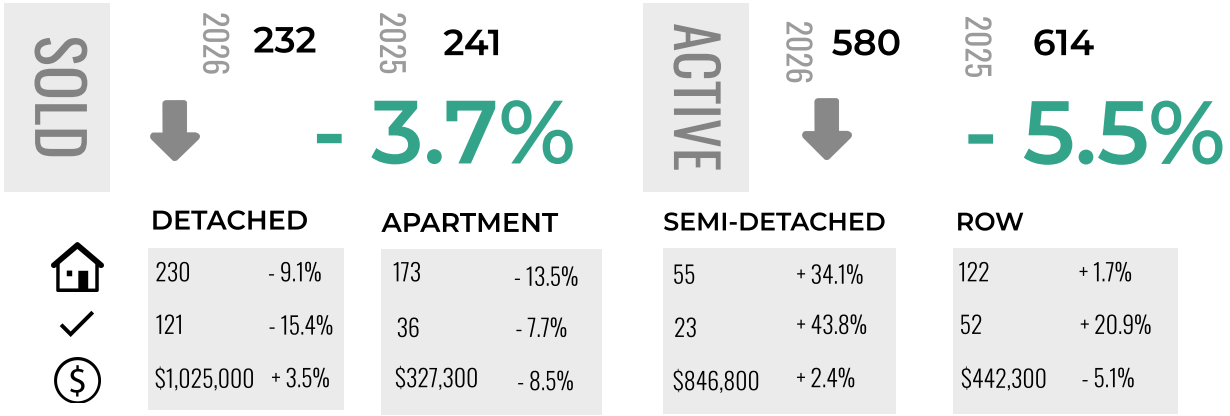 SOLD
2026
232
2025
241
- 3.7%
ACTIVE
2026
580
2025
614
- 5.5%
DETACHED
230 - 9.1%
121 - 15.4%
$1,025,000 + 3.5%
APARTMENT
173 - 13.5%
36 - 7.7%
$327,300 - 8.5%
SEMI-DETACHED
55 + 34.1%
23 + 43.8%
$846,800 + 2.4%
ROW
122 + 1.7%
52 + 20.9%
$442,300 - 5.1%
$